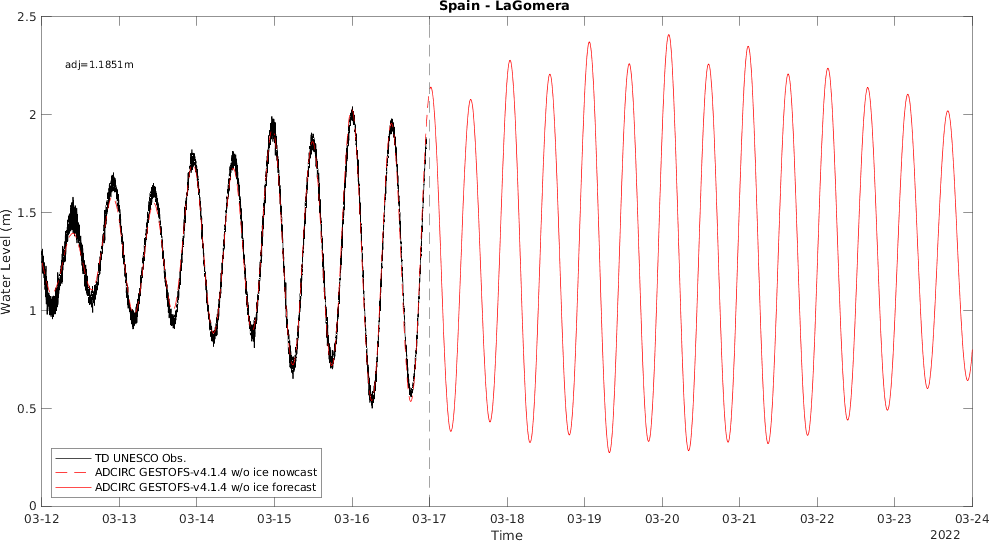 Spain - LaGomera
2.5
adj=1.1851m
2
1.5
Water Level (m)
1
0.5
TD UNESCO Obs.
ADCIRC GESTOFS-v4.1.4 w/o ice nowcast
ADCIRC GESTOFS-v4.1.4 w/o ice forecast
0
03-12 03-13 03-14 03-15 03-16 03-17 03-18 03-19 03-20 03-21 03-22 03-23 03-24
Time
2022